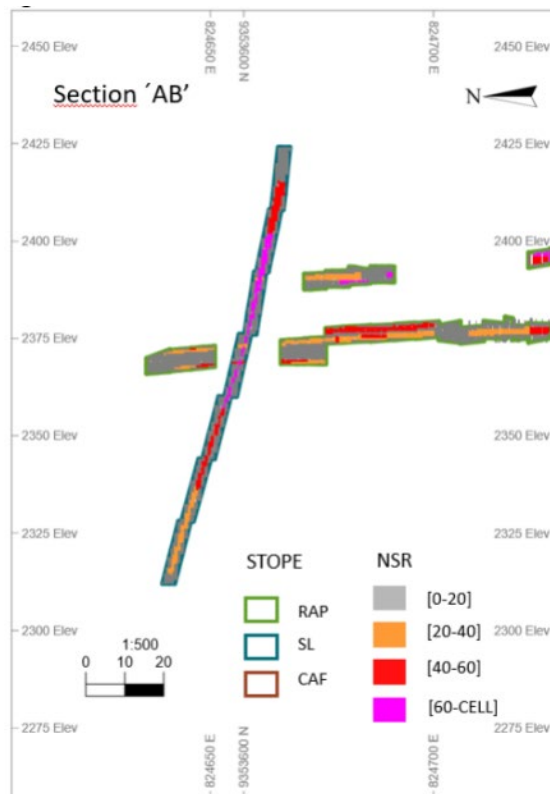 824650 E
9353600 N
824700 E
2450 Elev
2450 Elev
Section ´AB’
N
2425 Elev
2425 Elev
2400 Elev
2400 Elev
2375 Elev
2375 Elev
2350 Elev
2350 Elev
2325 Elev
2325 Elev
STOPE
NSR
RAP
[0-20]
SL
[20-40]
CAF
[40-60]
[60-CELL]
2300 Elev
2300 Elev
1:500
0 10 20
2275 Elev
2275 Elev
824650 E
9353600 N
824700 E